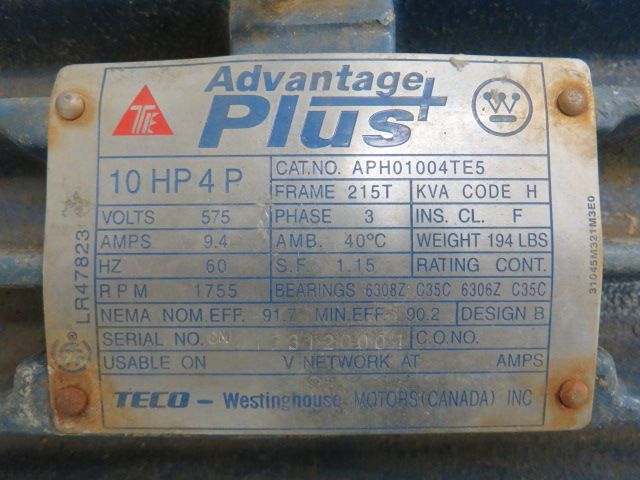 Advantage
Plus+
TTE
W
10 HP 4 P
CAT.NO. APH01004TE5
FRAME 215T KVA CODE H
VOLTS 575 PHASE 3 INS. CL. F
AMPS 9.4 AMB. 40°C WEIGHT 194 LBS
HZ 60 S.F. 1.15 RATING CONT.
RPM 1755 BEARINGS 6308Z C35C 6306Z C35C
NEMA NOM.EFF. 91.7 MIN.EFF. 90.2 DESIGN B
SERIAL NO. C.O.NO.
USABLE ON V NETWORK AT AMPS
TECO - Westinghouse MOTORS(CANADA) INC
LR47823
31045M321M3E0